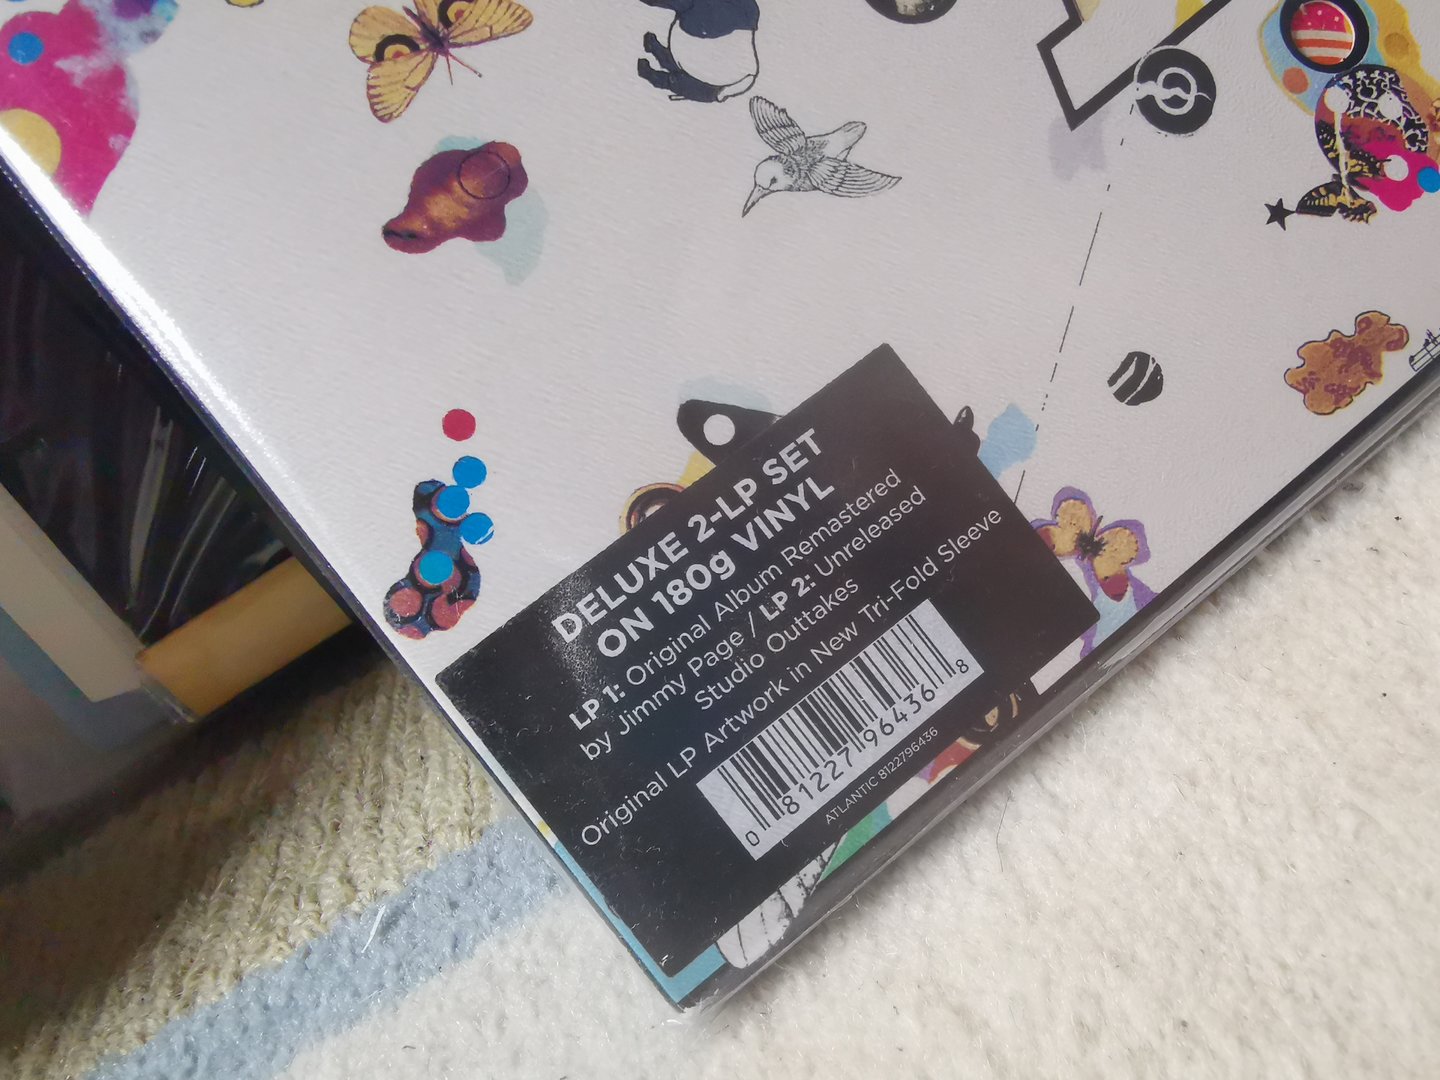 DELUXE 2-LP SET
ON 180g VINYL
LP 1: Original Album Remastered
by Jimmy Page / LP 2: Unreleased
Studio Outtakes
Original LP Artwork in New Tri-Fold Sleeve
0 81227 96436 8
ATLANTIC 8122796436